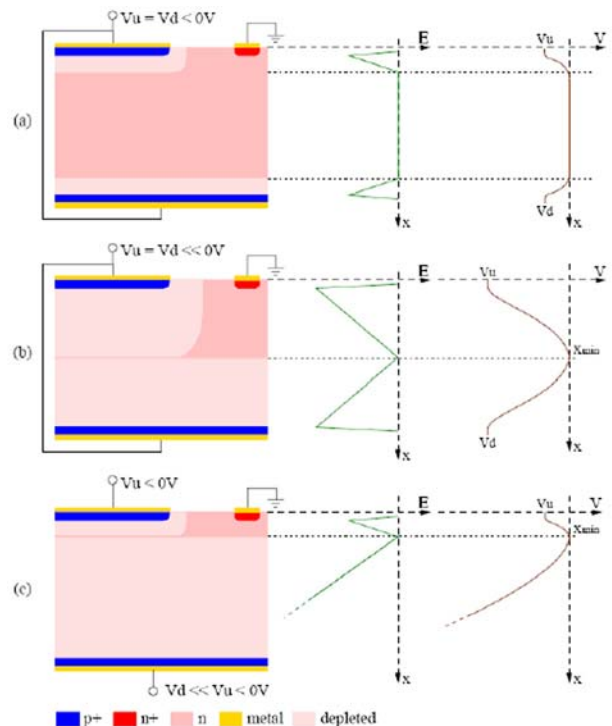 Vu = Vd < 0V
E
Vu
V
(a)
Vd
x
x
Vu = Vd << 0V
E
Vu
V
(b)
Xmin
Vd
x
x
Vu < 0V
E
Vu
V
Xmin
(c)
x
x
Vd << Vu < 0V
p+ n+ n metal depleted